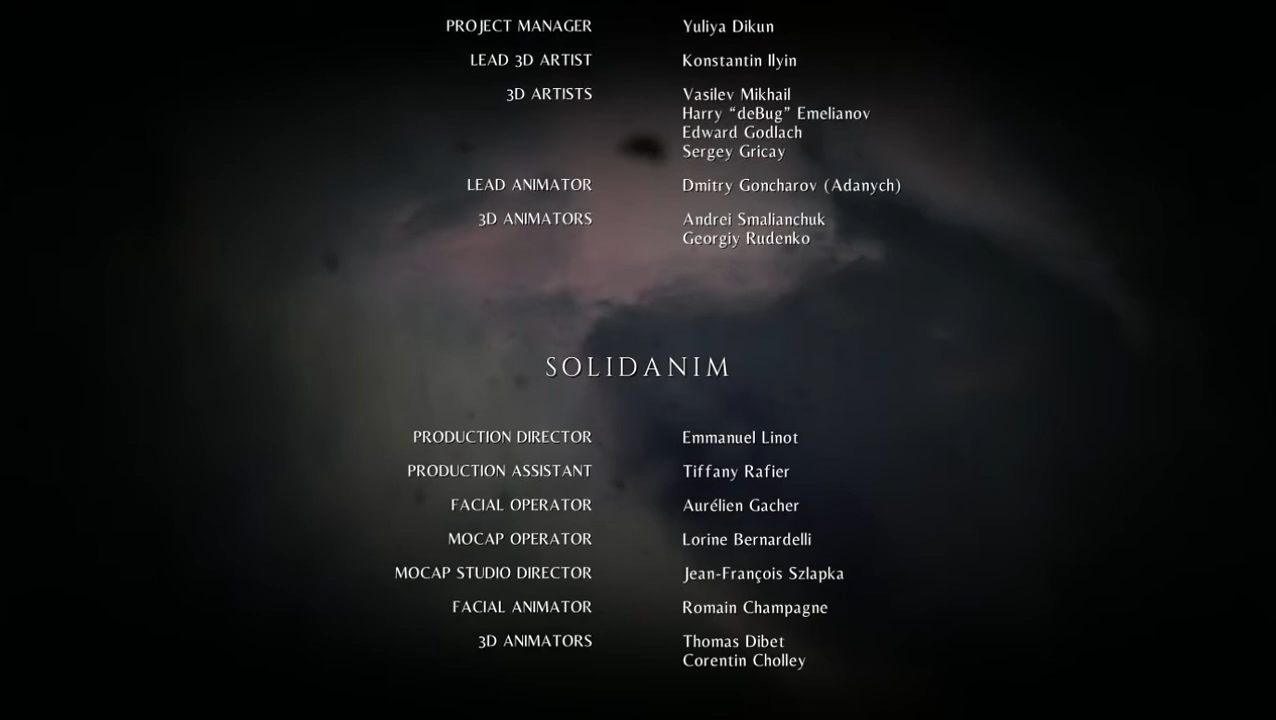 PROJECT MANAGER Yuliya Dikun
LEAD 3D ARTIST Konstantin Ilyin
3D ARTISTS Vasilev Mikhail
Harry “deBug” Emelianov
Edward Godlach
Sergey Gricay
LEAD ANIMATOR Dmitry Goncharov (Adanych)
3D ANIMATORS Andrei Smalianchuk
Georgiy Rudenko
SOLIDANIM
PRODUCTION DIRECTOR Emmanuel Linot
PRODUCTION ASSISTANT Tiffany Rafier
FACIAL OPERATOR Aurélien Gacher
MOCAP OPERATOR Lorine Bernardelli
MOCAP STUDIO DIRECTOR Jean-François Szlapka
FACIAL ANIMATOR Romain Champagne
3D ANIMATORS Thomas Dibet
Corentin Cholley